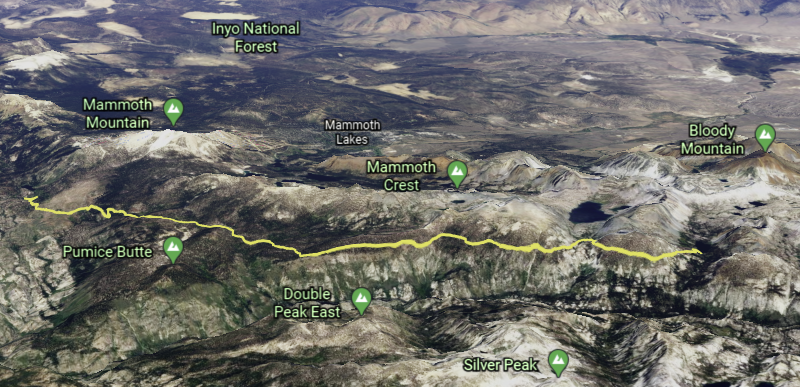 Inyo National
Forest
Mammoth
Mountain
Mammoth
Lakes
Bloody
Mountain
Mammoth
Crest
Pumice Butte
Double
Peak East
Silver Peak